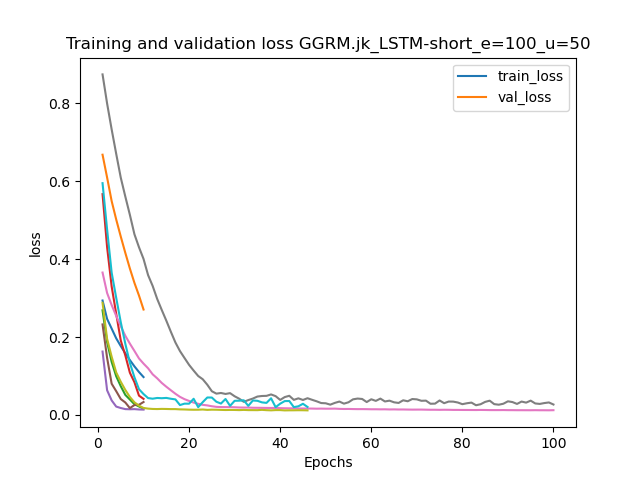 Training and validation loss GGRM.jk_LSTM-short_e=100_u=50
train_loss
val_loss
loss
0.8
0.6
0.4
0.2
0.0
0 20 40 60 80 100
Epochs